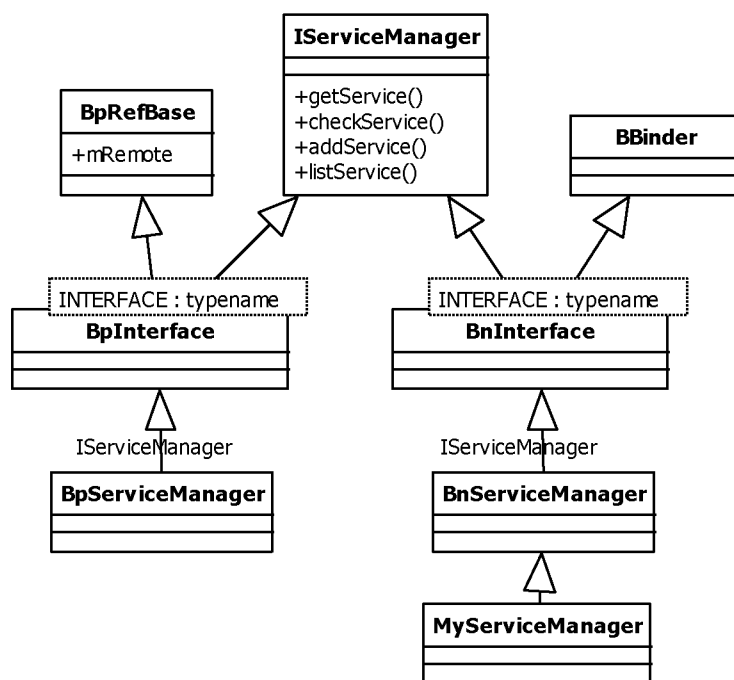 IServiceManager
+getService()
+checkService()
+addService()
+listService()
BpRefBase
+mRemote
BBinder
INTERFACE : typename
BpInterface
INTERFACE : typename
BnInterface
IServiceManager
BpServiceManager
IServiceManager
BnServiceManager
MyServiceManager